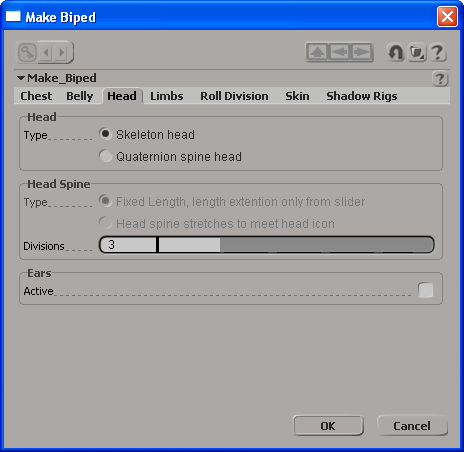 Make Biped
Make_Biped
Chest Belly Head Limbs Roll Division Skin Shadow Rigs
Head
Type Skeleton head
Quaternion spine head
Head Spine
Type Fixed Length, length extention only from slider
Head spine stretches to meet head icon
Divisions 3
Ears
Active
OK Cancel